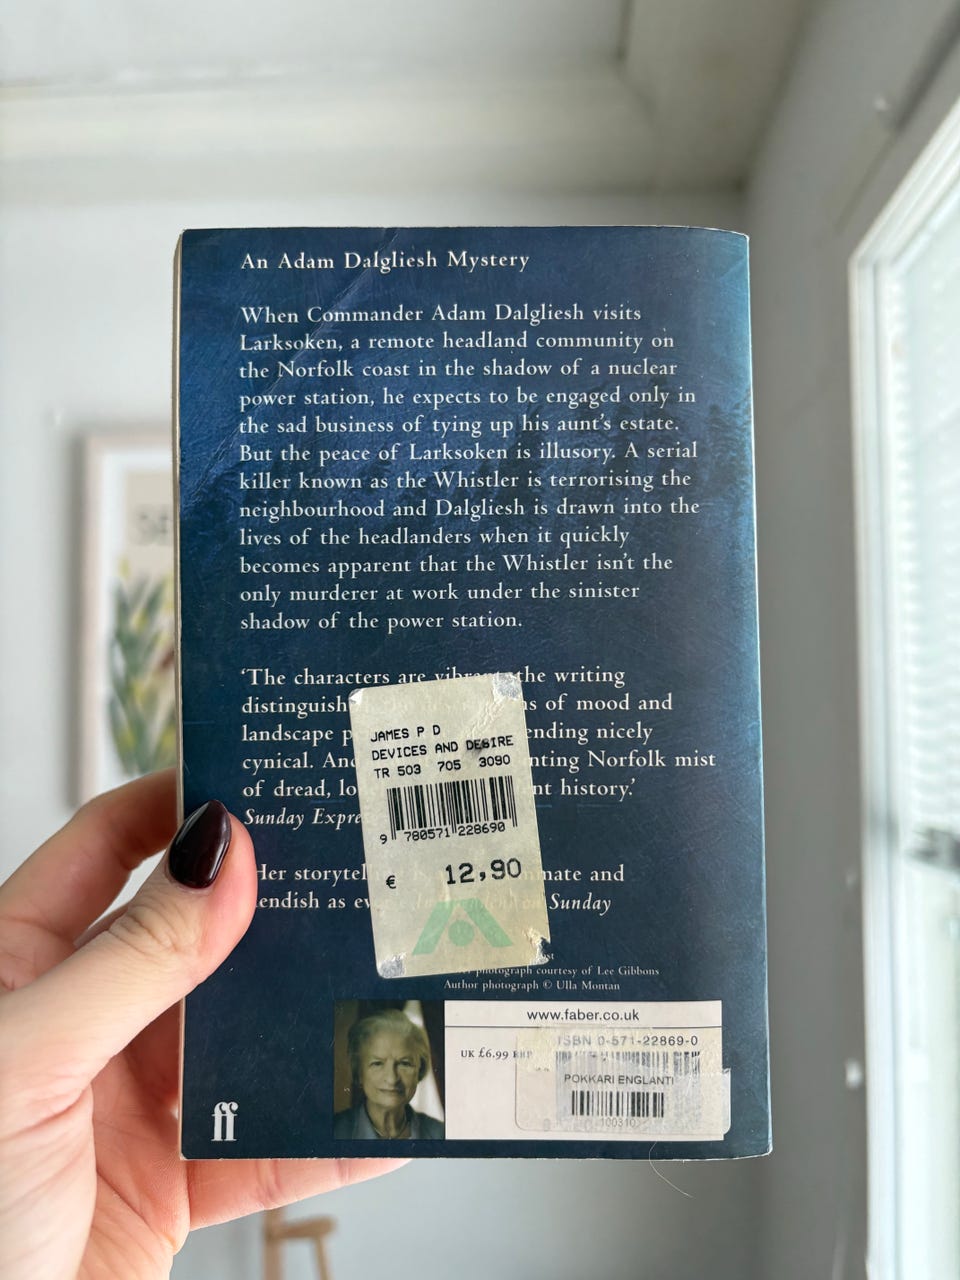 An Adam Dalgliesh Mystery
When Commander Adam Dalgliesh visits
Larksoken, a remote headland community on
the Norfolk coast in the shadow of a nuclear
power station, he expects to be engaged only in
the sad business of tying up his aunt's estate.
But the peace of Larksoken is illusory. A serial
killer known as the Whistler is terrorising the
neighbourhood and Dalgliesh is drawn into the
lives of the headlanders when it quickly
becomes apparent that the Whistler isn't the
only murderer at work under the sinister
shadow of the power station.
'The characters are the writing
of mood and
landscape ending nicely
cynical. Norfolk mist
of dread, history.'
Sunday
Her and
fiendish as Sunday
JAMES P D
DEVICES AND DESIRE
TR 503 705 3090
9 780571 228690
€ 12,90
photograph courtesy of Lee Gibbons
Author photograph © Ulla Montan
www.faber.co.uk
ISBN 0-571-22869-0
UK £6.99 RRP
POKKARI ENGLANTI
100310
ff